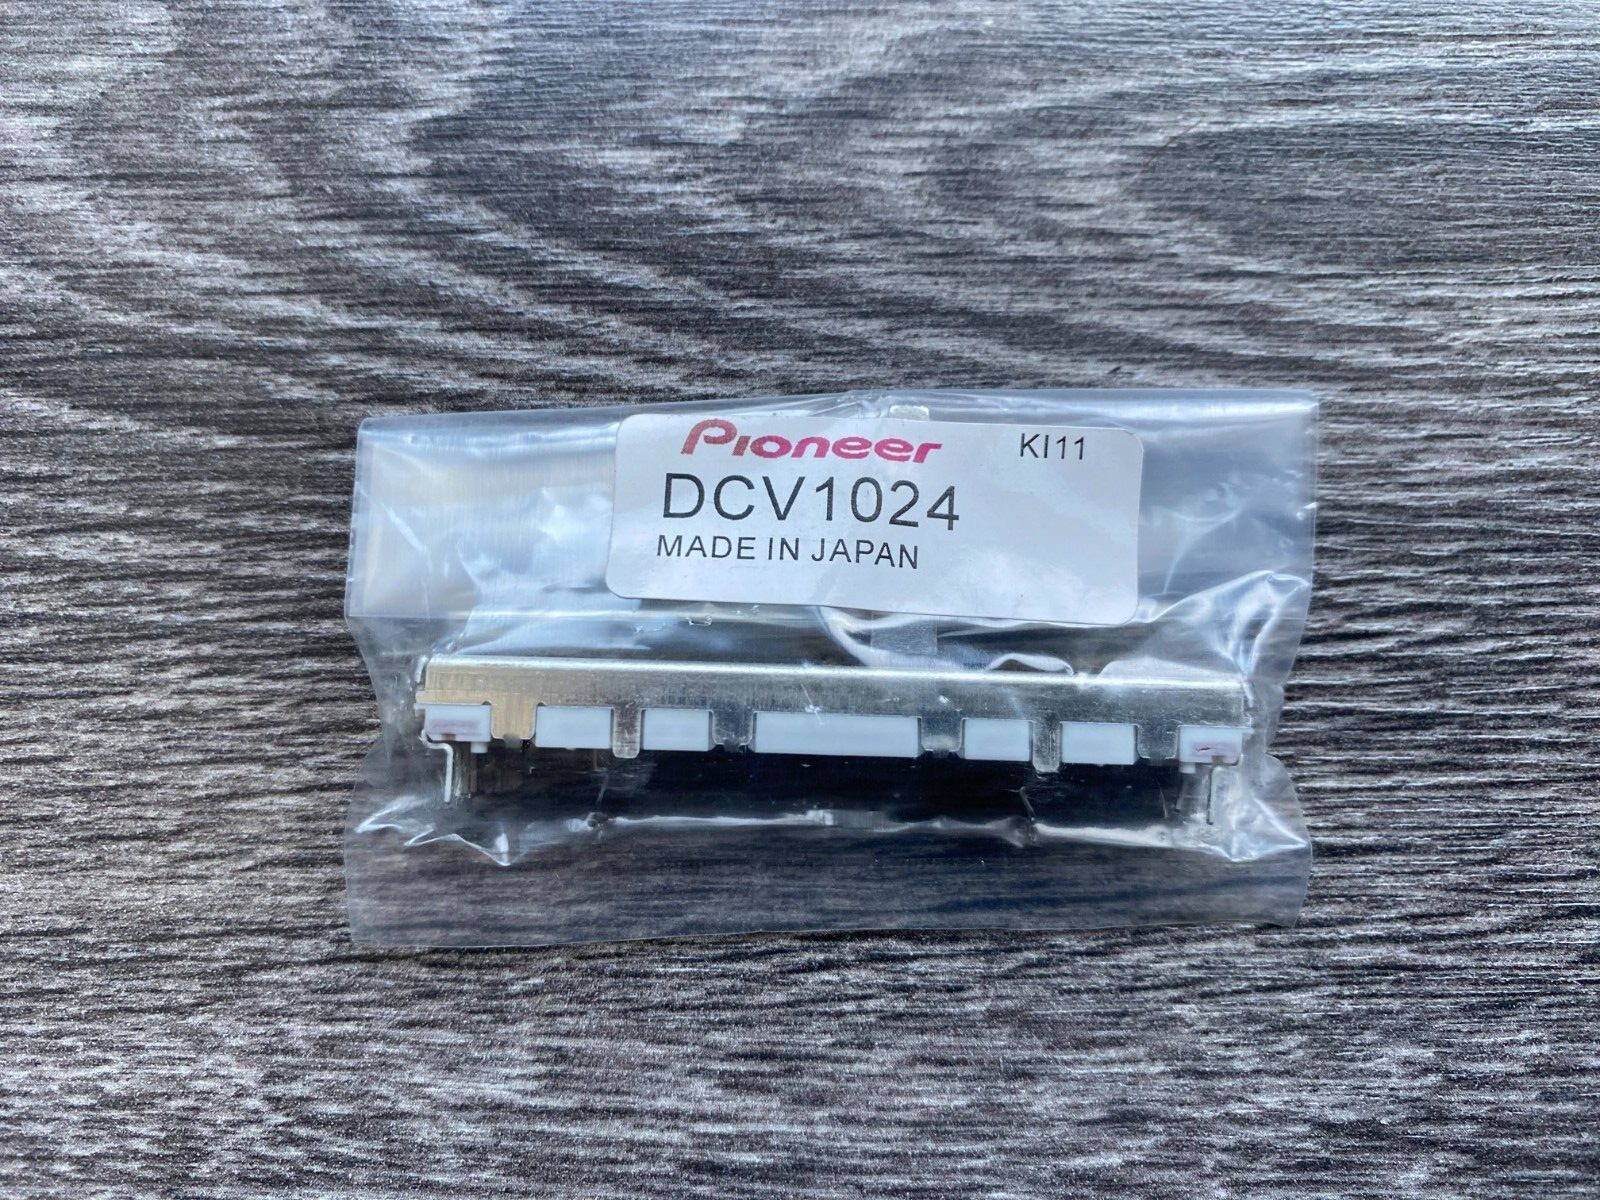 Pioneer KI11
DCV1024
MADE IN JAPAN